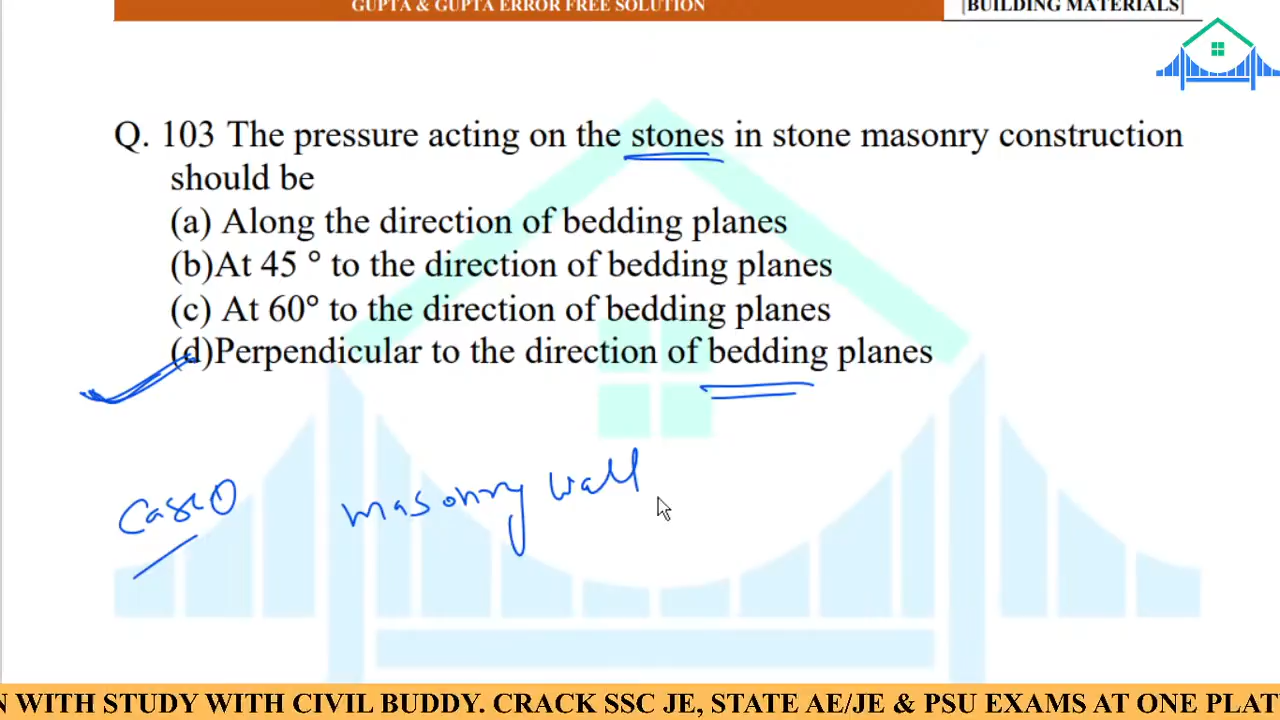 GUPTA & GUPTA ERROR FREE SOLUTION
[BUILDING MATERIALS]
Q. 103 The pressure acting on the stones in stone masonry construction
should be
(a) Along the direction of bedding planes
(b)At 45 ° to the direction of bedding planes
(c) At 60° to the direction of bedding planes
(d)Perpendicular to the direction of bedding planes
masonry wall
N WITH STUDY WITH CIVIL BUDDY. CRACK SSC JE, STATE AE/JE & PSU EXAMS AT ONE PLAT